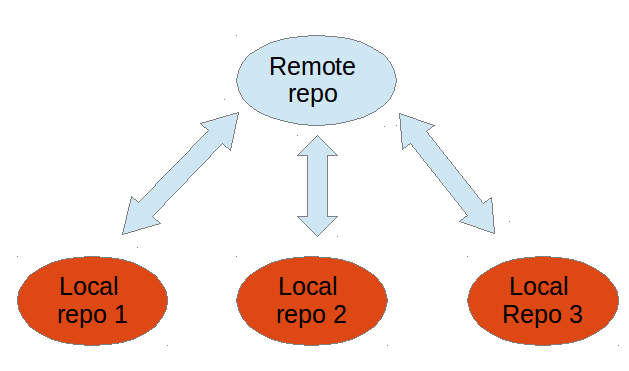 Remote
repo
Local
repo 1
Local
repo 2
Local
Repo 3